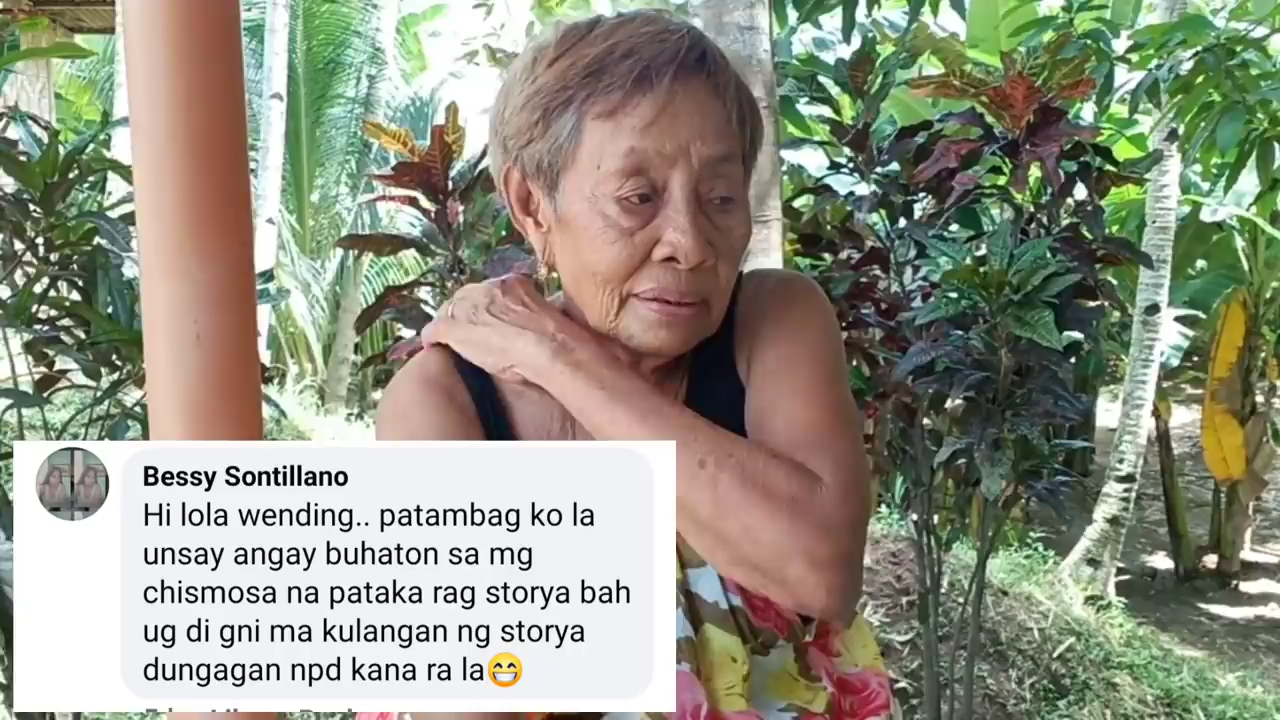 Bessy Sontillano
Hi lola wending.. patambag ko la
unsay angay buhaton sa mg
chismosa na pataka rag storya bah
ug di gni ma kulangan ng storya
dungagan npd kana ra la😁